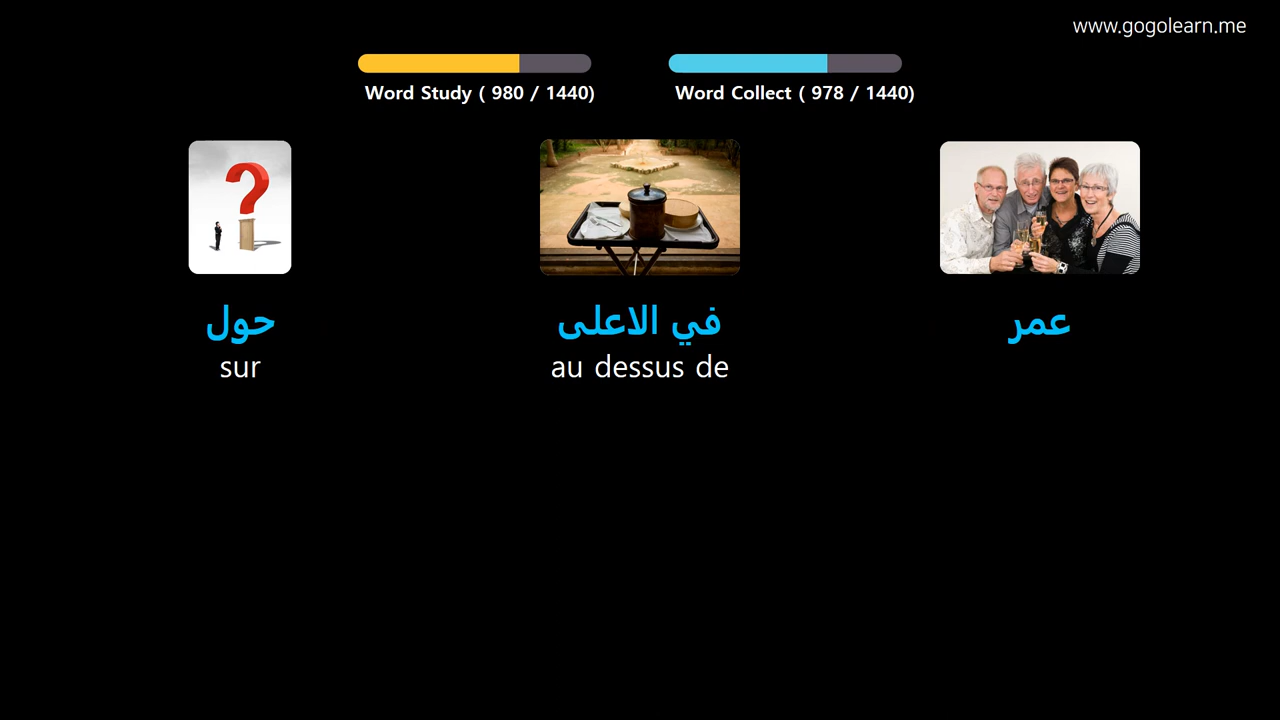 www.gogolearn.me
Word Study ( 980 / 1440)
Word Collect ( 978 / 1440)
حول
sur
في الاعلى
au dessus de
عمر